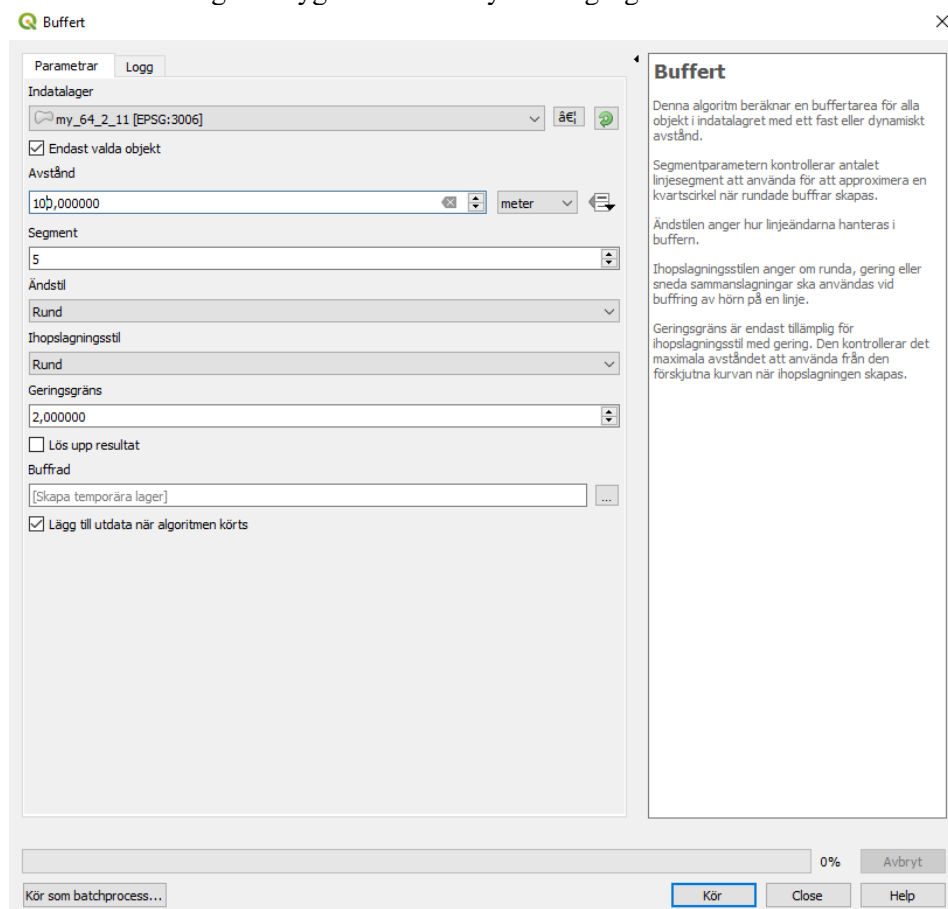 Buffert
Parametrar
Logg
Indatalager
my_64_2_11 [EPSG:3006]
â€¦
Endast valda objekt
Avstånd
100,000000
meter
Segment
5
Ändstil
Rund
Ihopslagningsstil
Rund
Geringsgräns
2,000000
Lös upp resultat
Buffrad
[Skapa temporära lager]
...
Lägg till utdata när algoritmen körts
Buffert
Denna algoritm beräknar en buffertarea för alla
objekt i indatalagret med ett fast eller dynamiskt
avstånd.
Segmentparametern kontrollerar antalet
linjesegment att använda för att approximera en
kvartscirkel när rundade buffrar skapas.
Ändstilen anger hur linjeändarna hanteras i
buffern.
Ihopslagningsstilen anger om runda, gering eller
sneda sammanslagningar ska användas vid
buffring av hörn på en linje.
Geringsgräns är endast tillämplig för
ihopslagningsstil med gering. Den kontrollerar det
maximala avståndet att använda från den
förskjutna kurvan när ihopslagningen skapas.
0%
Avbryt
Kör som batchprocess...
Kör
Close
Help